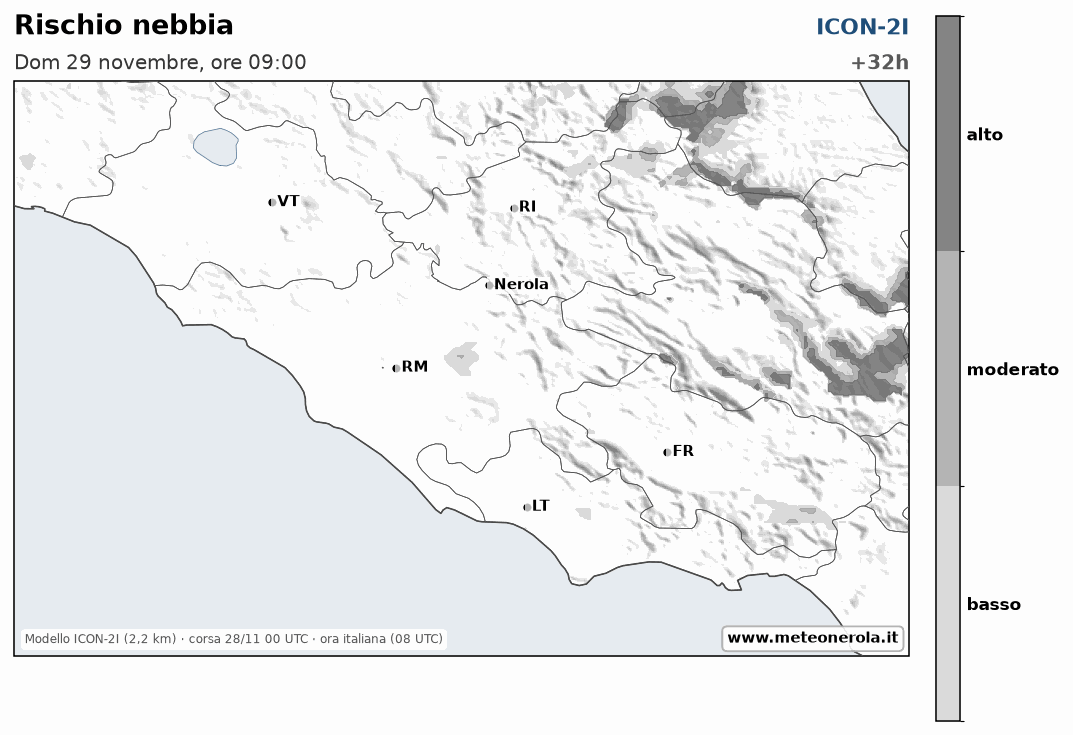 Rischio nebbia
ICON-2I
Dom 29 novembre, ore 09:00
+32h
alto
VT
RI
Nerola
RM
moderato
FR
LT
basso
Modello ICON-2I (2,2 km) · corsa 28/11 00 UTC · ora italiana (08 UTC)
www.meteonerola.it